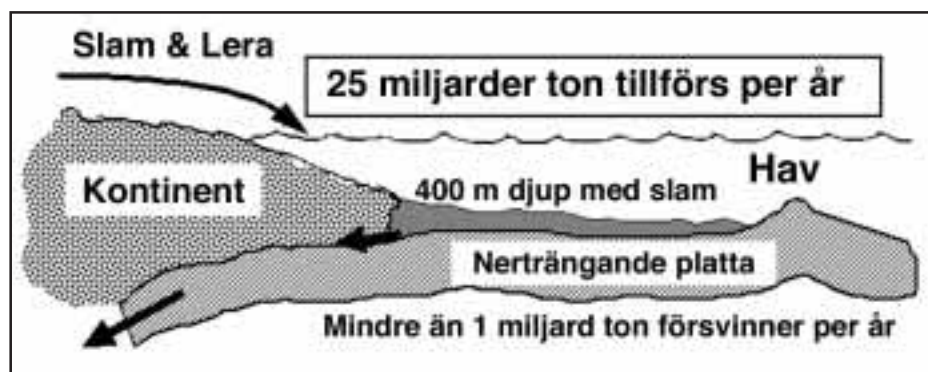 Slam & Lera
25 miljarder ton tillförs per år
Hav
Kontinent
400 m djup med slam
Nerträngande platta
Mindre än 1 miljard ton försvinner per år